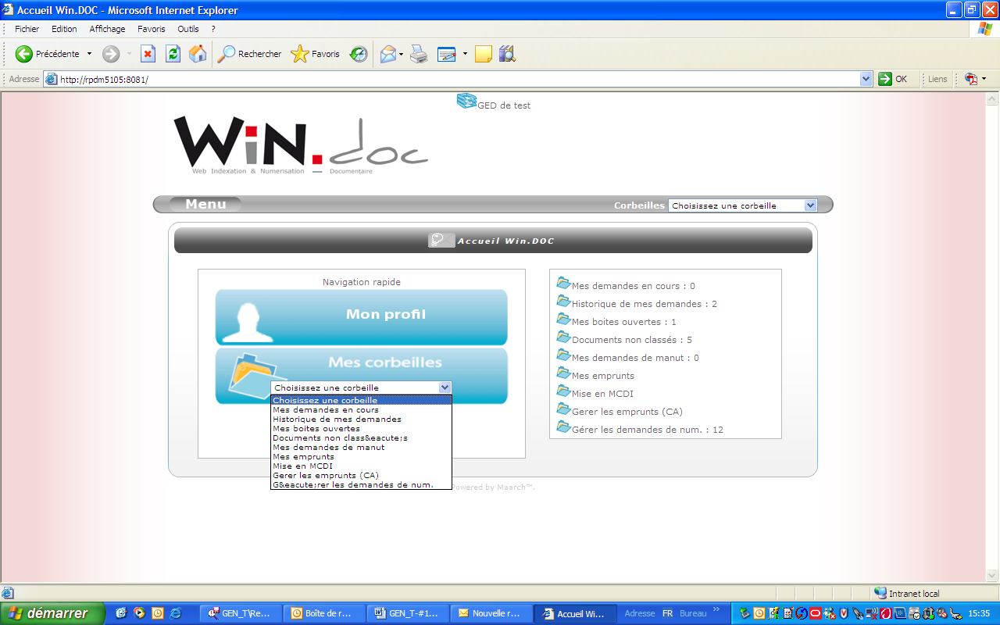 Accueil Win.DOC - Microsoft Internet Explorer
Fichier Edition Affichage Favoris Outils ?
Précédente Rechercher Favoris
Adresse http://rpdm5105:8081/ OK Liens
GED de test
WiN.doc
Web Indexation & Numerisation — Documentaire
Menu Corbeilles Choisissez une corbeille
Accueil Win.DOC
Navigation rapide
Mon profil
Mes corbeilles
Choisissez une corbeille
Choisissez une corbeille
Mes demandes en cours
Historique de mes demandes
Mes boites ouvertes
Documents non class&eacute;s
Mes demandes de manut
Mes emprunts
Mise en MCDI
Gerer les emprunts (CA)
G&eacute;rer les demandes de num.
Mes demandes en cours : 0
Historique de mes demandes : 2
Mes boites ouvertes : 1
Documents non classés : 5
Mes demandes de manut : 0
Mes emprunts
Mise en MCDI
Gerer les emprunts (CA)
Gérer les demandes de num. : 12
Powered by Maarch™.
Intranet local
démarrer GEN_T\Re... Boîte de r... GEN_T-#1... Nouvelle r... Accueil Wi... Adresse FR Bureau » 15:35